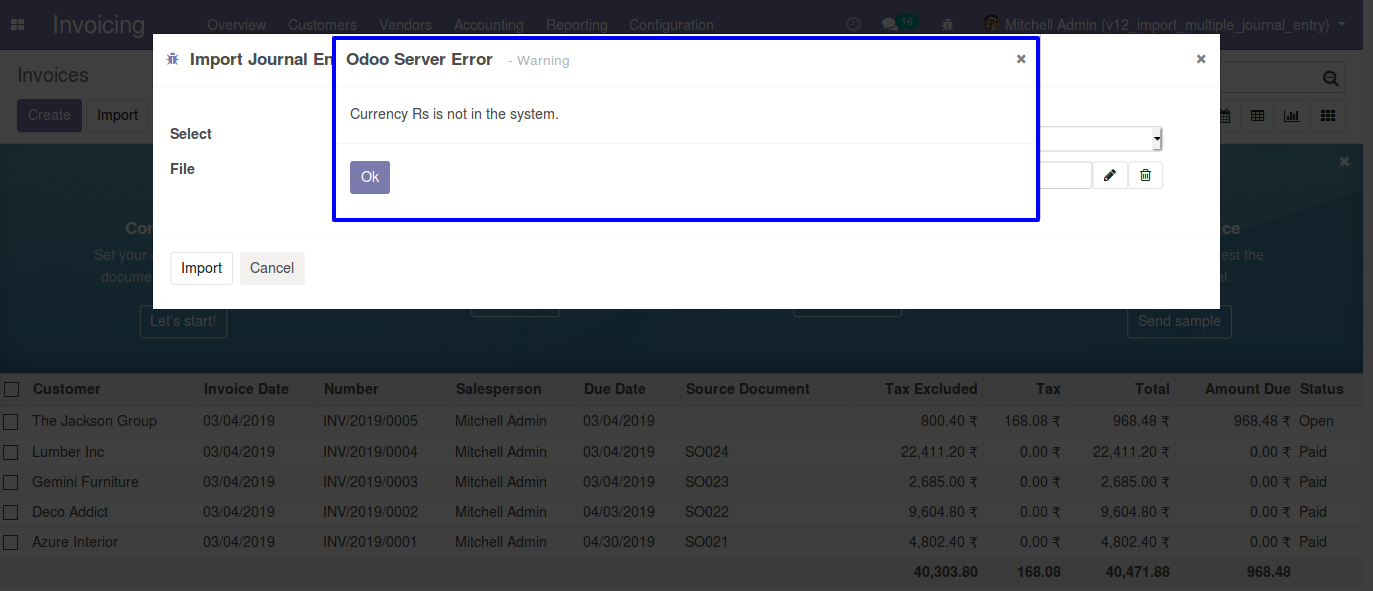 Invoicing Overview Customers Vendors Accounting Reporting Configuration 16 Mitchell Admin (v12_import_multiple_journal_entry)
Import Journal En Odoo Server Error - Warning × ×
Invoices
Create Import
Currency Rs is not in the system.
Select
File
Ok
×
Con
ce
Set your
est the
docume
l.
Import Cancel
Let's start!
Send sample
Customer Invoice Date Number Salesperson Due Date Source Document Tax Excluded Tax Total Amount Due Status
The Jackson Group 03/04/2019 INV/2019/0005 Mitchell Admin 03/04/2019 800.40 ₹ 168.08 ₹ 968.48 ₹ 968.48 ₹ Open
Lumber Inc 03/04/2019 INV/2019/0004 Mitchell Admin 03/04/2019 SO024 22,411.20 ₹ 0.00 ₹ 22,411.20 ₹ 0.00 ₹ Paid
Gemini Furniture 03/04/2019 INV/2019/0003 Mitchell Admin 03/04/2019 SO023 2,685.00 ₹ 0.00 ₹ 2,685.00 ₹ 0.00 ₹ Paid
Deco Addict 03/04/2019 INV/2019/0002 Mitchell Admin 04/03/2019 SO022 9,604.80 ₹ 0.00 ₹ 9,604.80 ₹ 0.00 ₹ Paid
Azure Interior 03/04/2019 INV/2019/0001 Mitchell Admin 04/30/2019 SO021 4,802.40 ₹ 0.00 ₹ 4,802.40 ₹ 0.00 ₹ Paid
40,303.80 168.08 40,471.88 968.48